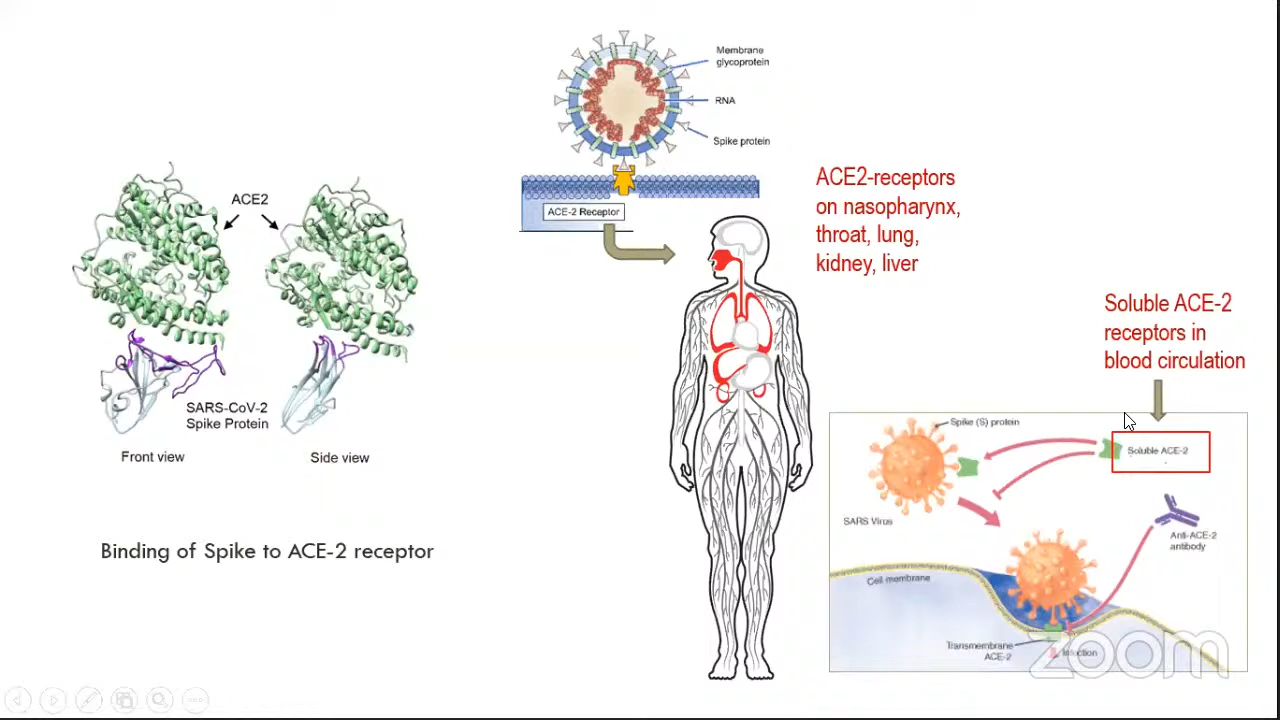 Membrane
glycoprotein
RNA
Spike protein
ACE-2 Receptor
ACE2
SARS-CoV-2
Spike Protein
Front view
Side view
Binding of Spike to ACE-2 receptor
ACE2-receptors
on nasopharynx,
throat, lung,
kidney, liver
Soluble ACE-2
receptors in
blood circulation
Spike (S) protein
Soluble ACE-2
SARS Virus
Anti-ACE-2
antibody
Cell membrane
Transmembrane
ACE-2
Infection
zoom